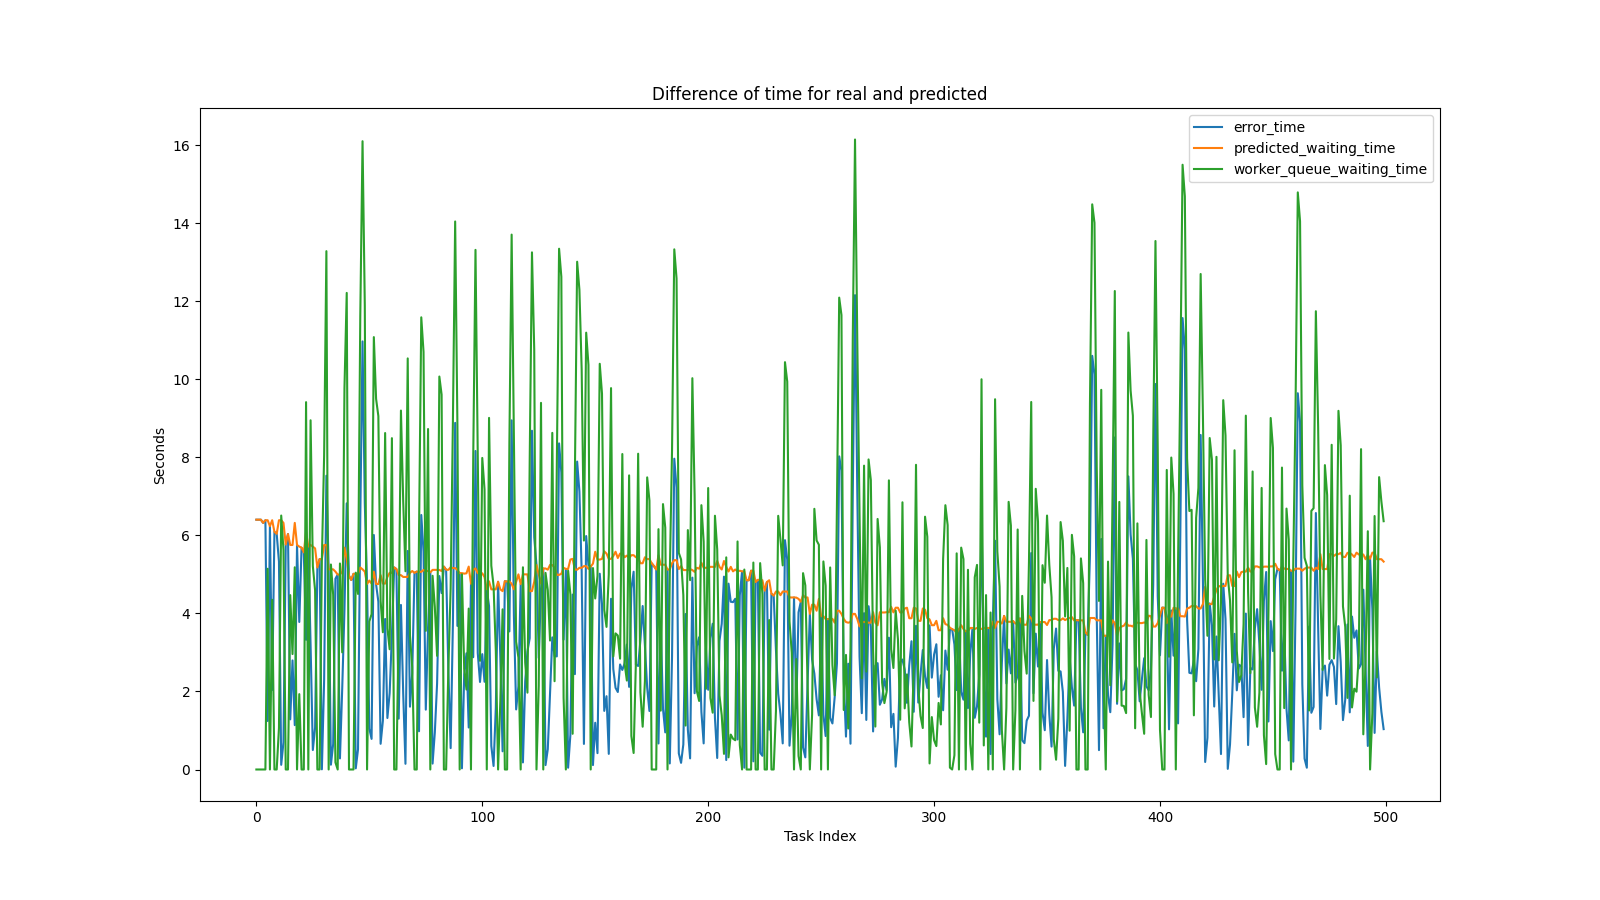 Difference of time for real and predicted
error_time
predicted_waiting_time
worker_queue_waiting_time
Seconds
16
14
12
10
8
6
4
2
0
0 100 200 300 400 500
Task Index